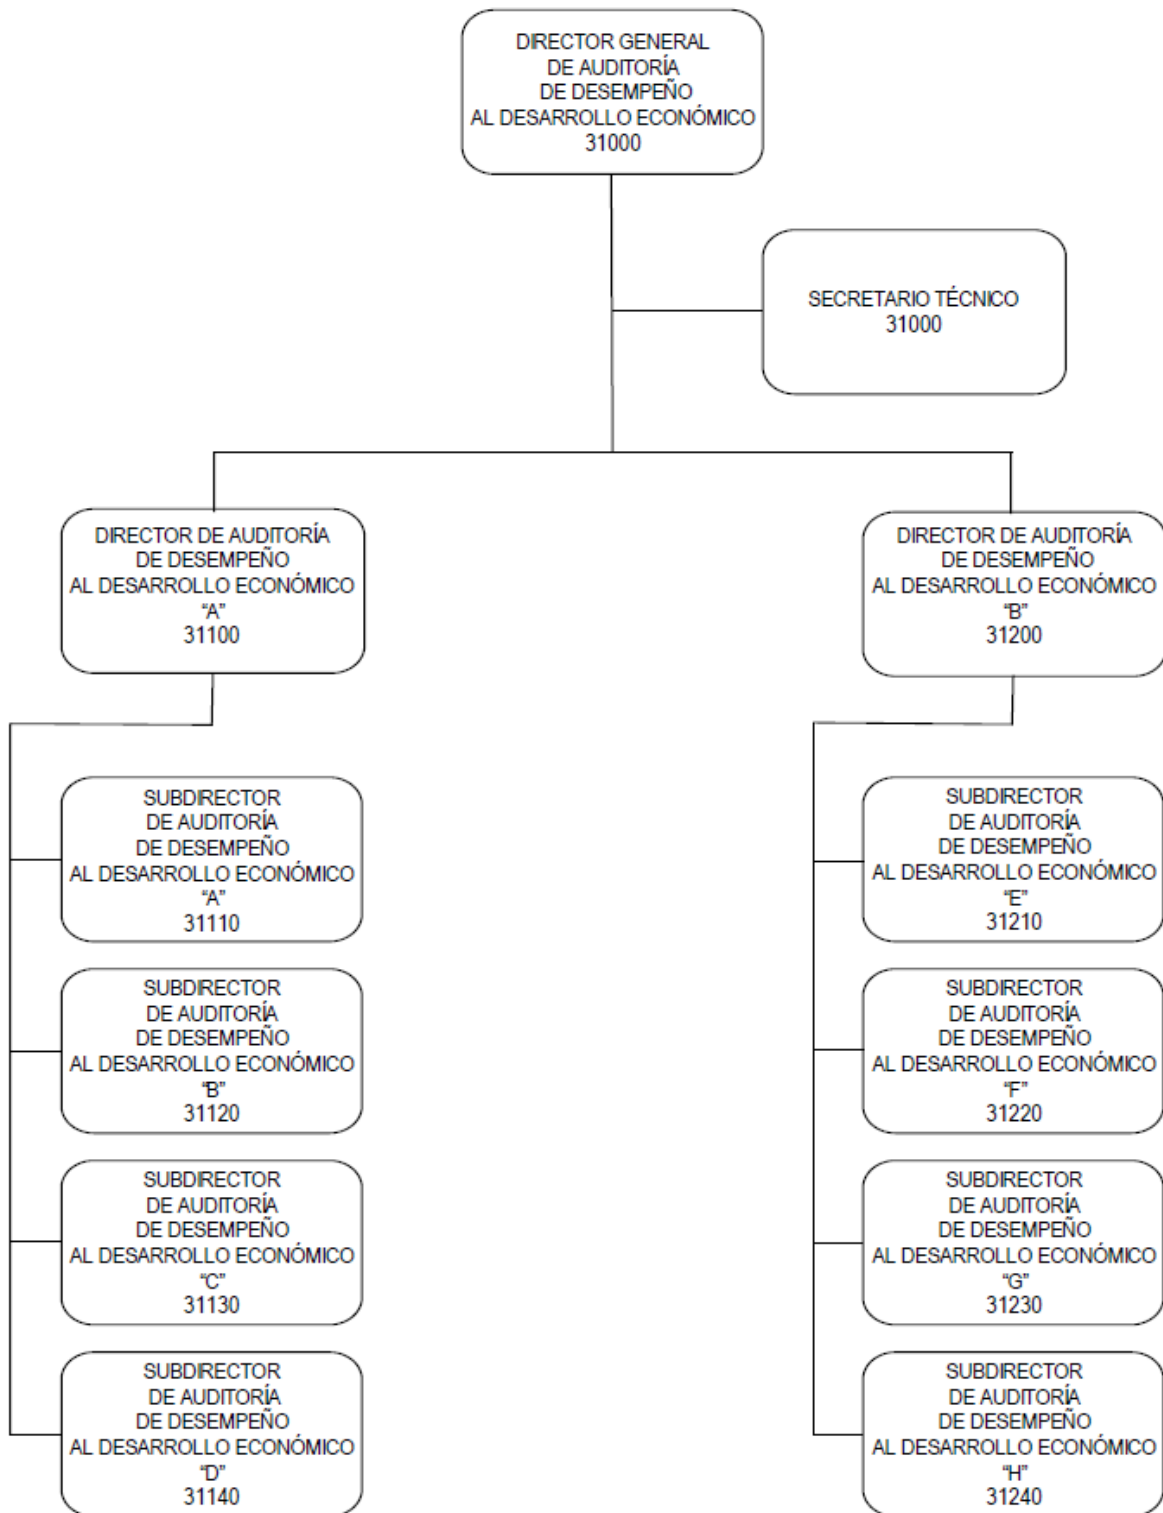 DIRECTOR GENERAL
DE AUDITORÍA
DE DESEMPEÑO
AL DESARROLLO ECONÓMICO
31000
SECRETARIO TÉCNICO
31000
DIRECTOR DE AUDITORÍA
DE DESEMPEÑO
AL DESARROLLO ECONÓMICO
“A”
31100
DIRECTOR DE AUDITORÍA
DE DESEMPEÑO
AL DESARROLLO ECONÓMICO
“B”
31200
SUBDIRECTOR
DE AUDITORÍA
DE DESEMPEÑO
AL DESARROLLO ECONÓMICO
“A”
31110
SUBDIRECTOR
DE AUDITORÍA
DE DESEMPEÑO
AL DESARROLLO ECONÓMICO
“B”
31120
SUBDIRECTOR
DE AUDITORÍA
DE DESEMPEÑO
AL DESARROLLO ECONÓMICO
“C”
31130
SUBDIRECTOR
DE AUDITORÍA
DE DESEMPEÑO
AL DESARROLLO ECONÓMICO
“D”
31140
SUBDIRECTOR
DE AUDITORÍA
DE DESEMPEÑO
AL DESARROLLO ECONÓMICO
“E”
31210
SUBDIRECTOR
DE AUDITORÍA
DE DESEMPEÑO
AL DESARROLLO ECONÓMICO
“F”
31220
SUBDIRECTOR
DE AUDITORÍA
DE DESEMPEÑO
AL DESARROLLO ECONÓMICO
“G”
31230
SUBDIRECTOR
DE AUDITORÍA
DE DESEMPEÑO
AL DESARROLLO ECONÓMICO
“H”
31240